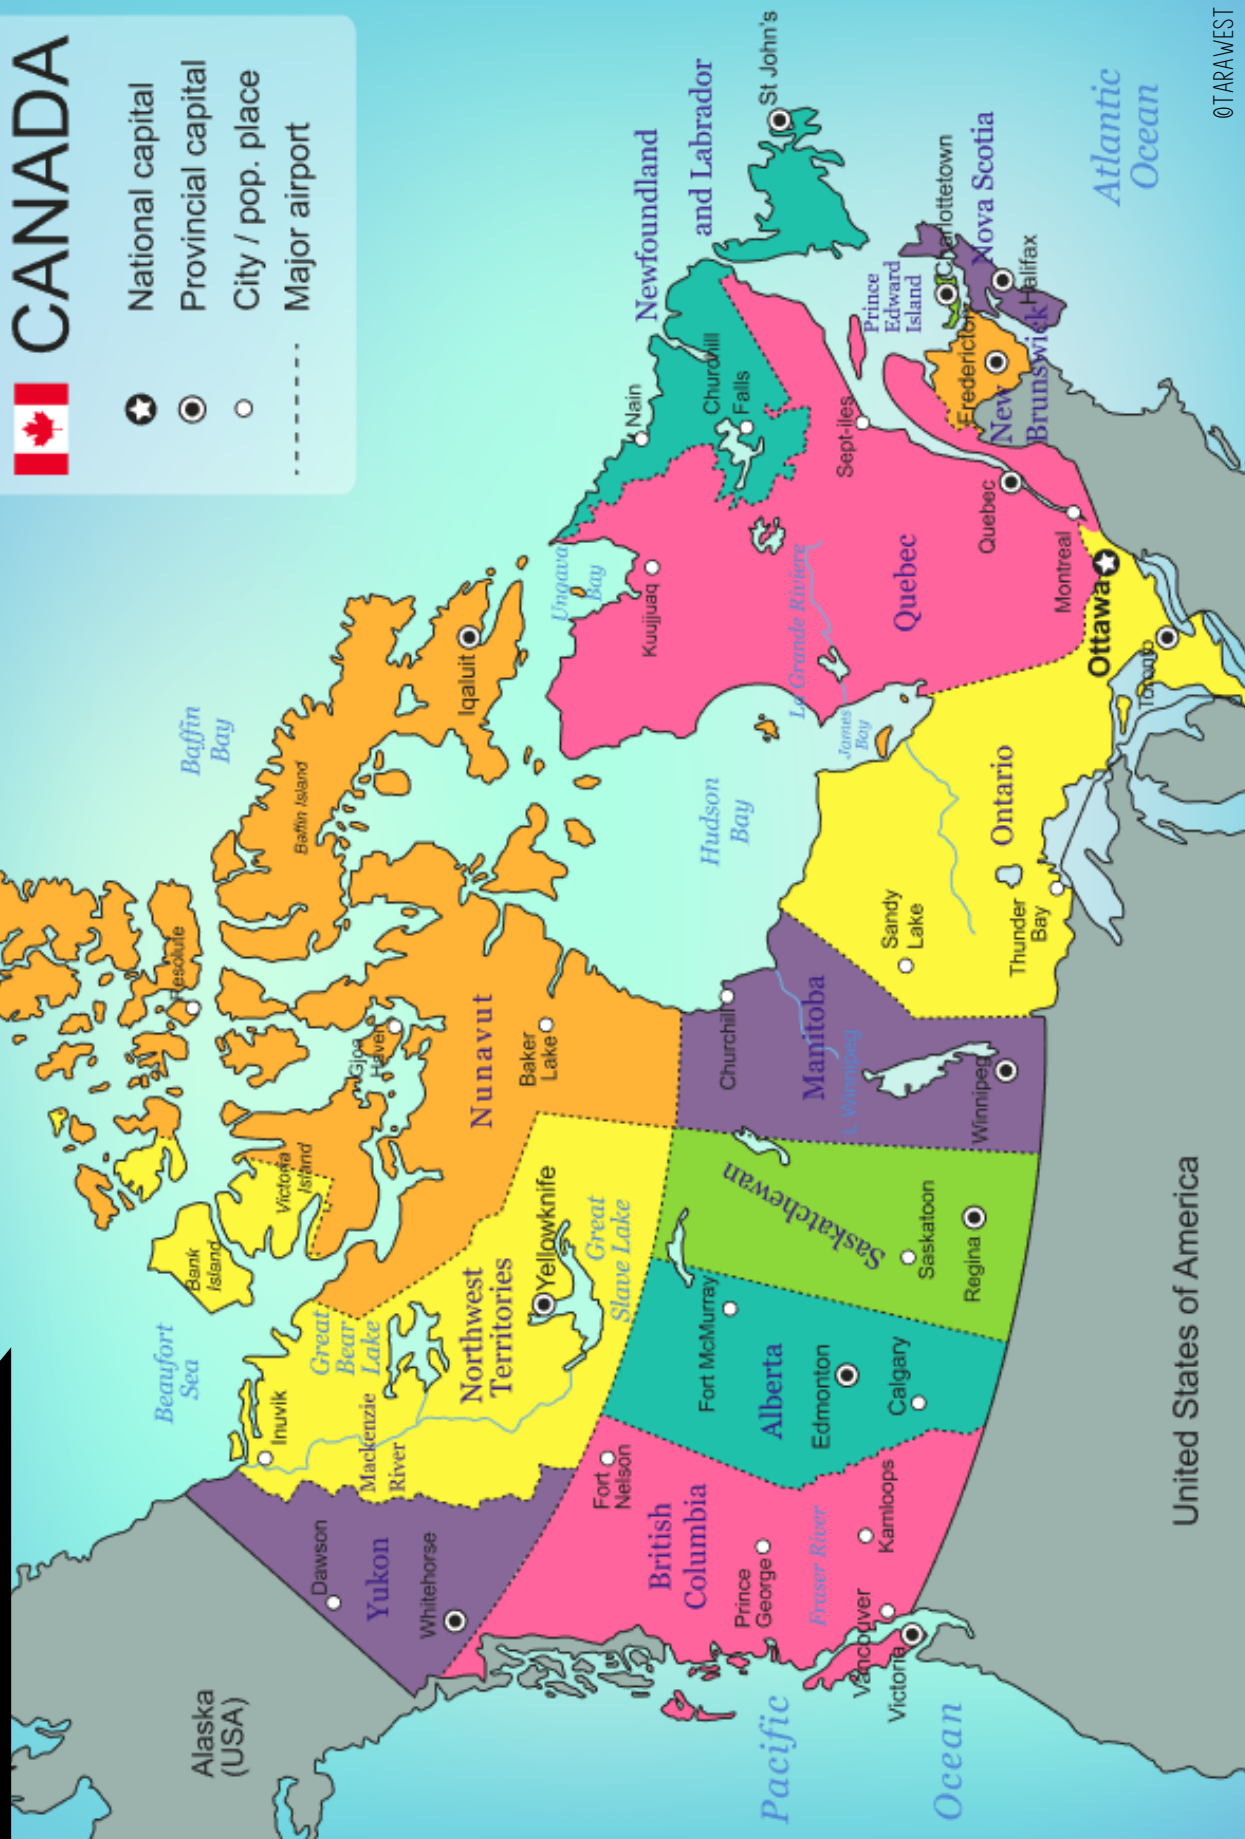 CANADA
National capital
Provincial capital
City / pop. place
Major airport
Alaska
(USA)
Beaufort
Sea
Baffin
Bay
Resolute
Bank
Island
Victoria
Island
Baffin Island
Inuvik
Great
Bear
Lake
Gjoa
Haven
Dawson
Yukon
Whitehorse
Mackenzie
River
Northwest
Territories
Yellowknife
Great
Slave Lake
Nunavut
Baker
Lake
Iqaluit
Ungava
Bay
Kuujjuaq
Nain
Newfoundland
and Labrador
St John's
Churchill
Falls
Fort
Nelson
British
Columbia
Prince
George
Fraser River
Kamloops
Vancouver
Victoria
Pacific
Ocean
Fort McMurray
Alberta
Edmonton
Calgary
Saskatchewan
Saskatoon
Regina
Churchill
Manitoba
L. Winnipeg
Winnipeg
Hudson
Bay
James
Bay
La Grande Riviere
Sandy
Lake
Ontario
Thunder
Bay
Quebec
Sept-iles
Quebec
Montreal
Ottawa
Toronto
Prince
Edward
Island
Charlottetown
Fredericton
New
Brunswick
Nova Scotia
Halifax
Atlantic
Ocean
United States of America
©TARAWEST